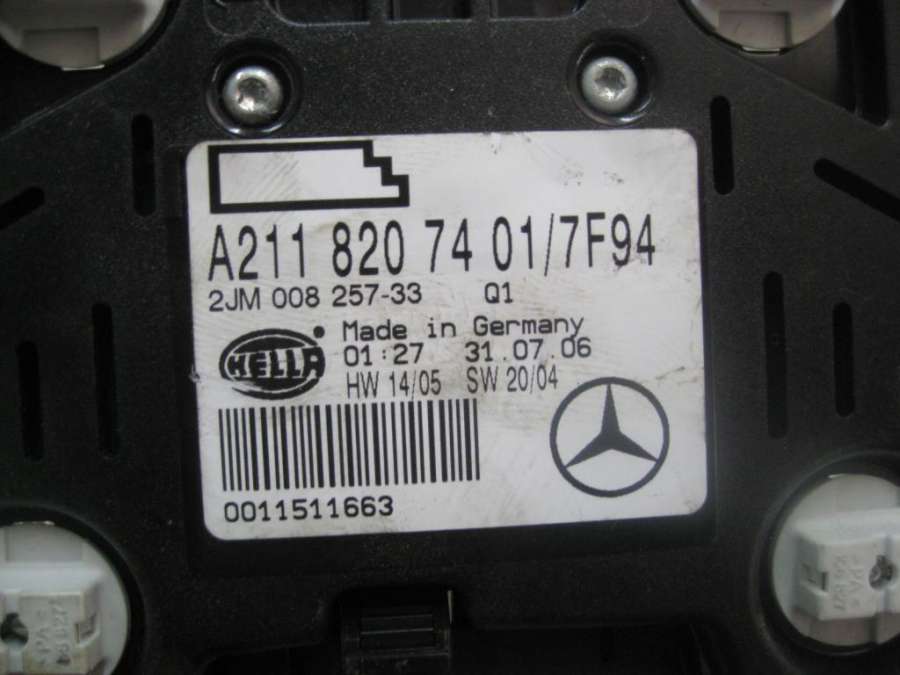 A211 820 74 01/7F94
2JM 008 257-33 Q1
HELLA
Made in Germany
01:27 31.07.06
HW 14/05 SW 20/04
0011511663